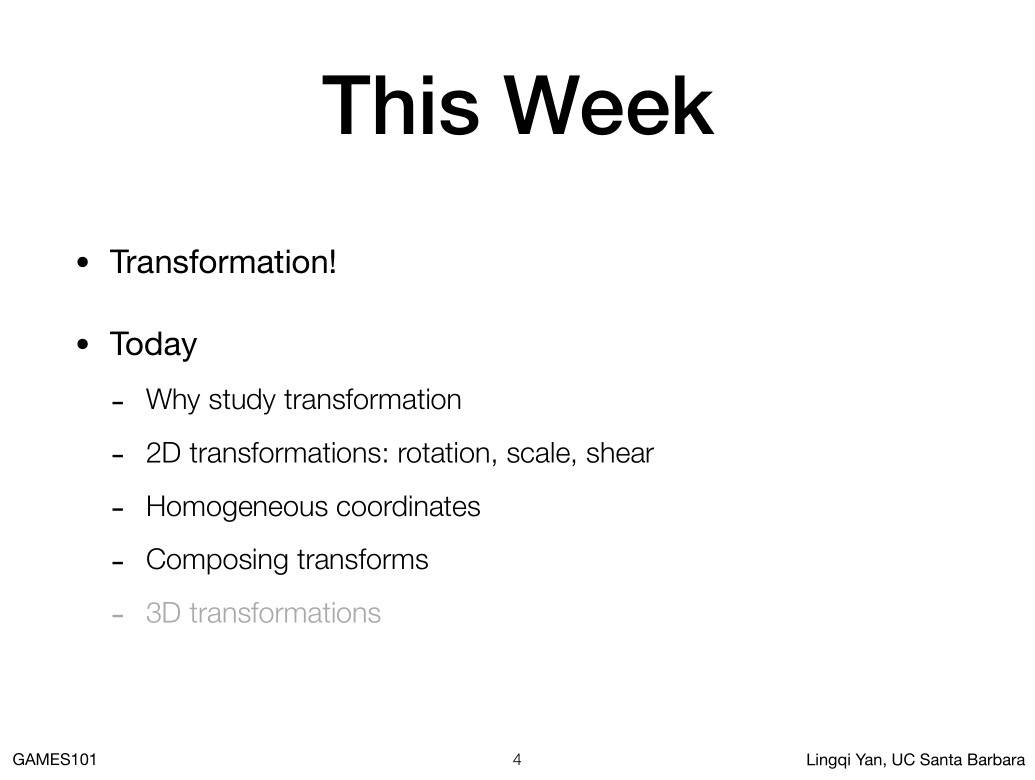 This Week
• Transformation!
• Today
- Why study transformation
- 2D transformations: rotation, scale, shear
- Homogeneous coordinates
- Composing transforms
- 3D transformations
GAMES101
4
Lingqi Yan, UC Santa Barbara